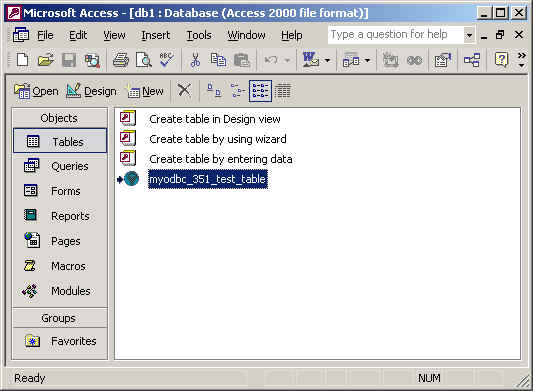 Microsoft Access - [db1 : Database (Access 2000 file format)]
File Edit View Insert Tools Window Help Type a question for help
Open Design New
Objects
Tables
Queries
Forms
Reports
Pages
Macros
Modules
Groups
Favorites
Create table in Design view
Create table by using wizard
Create table by entering data
myodbc_351_test_table
Ready NUM